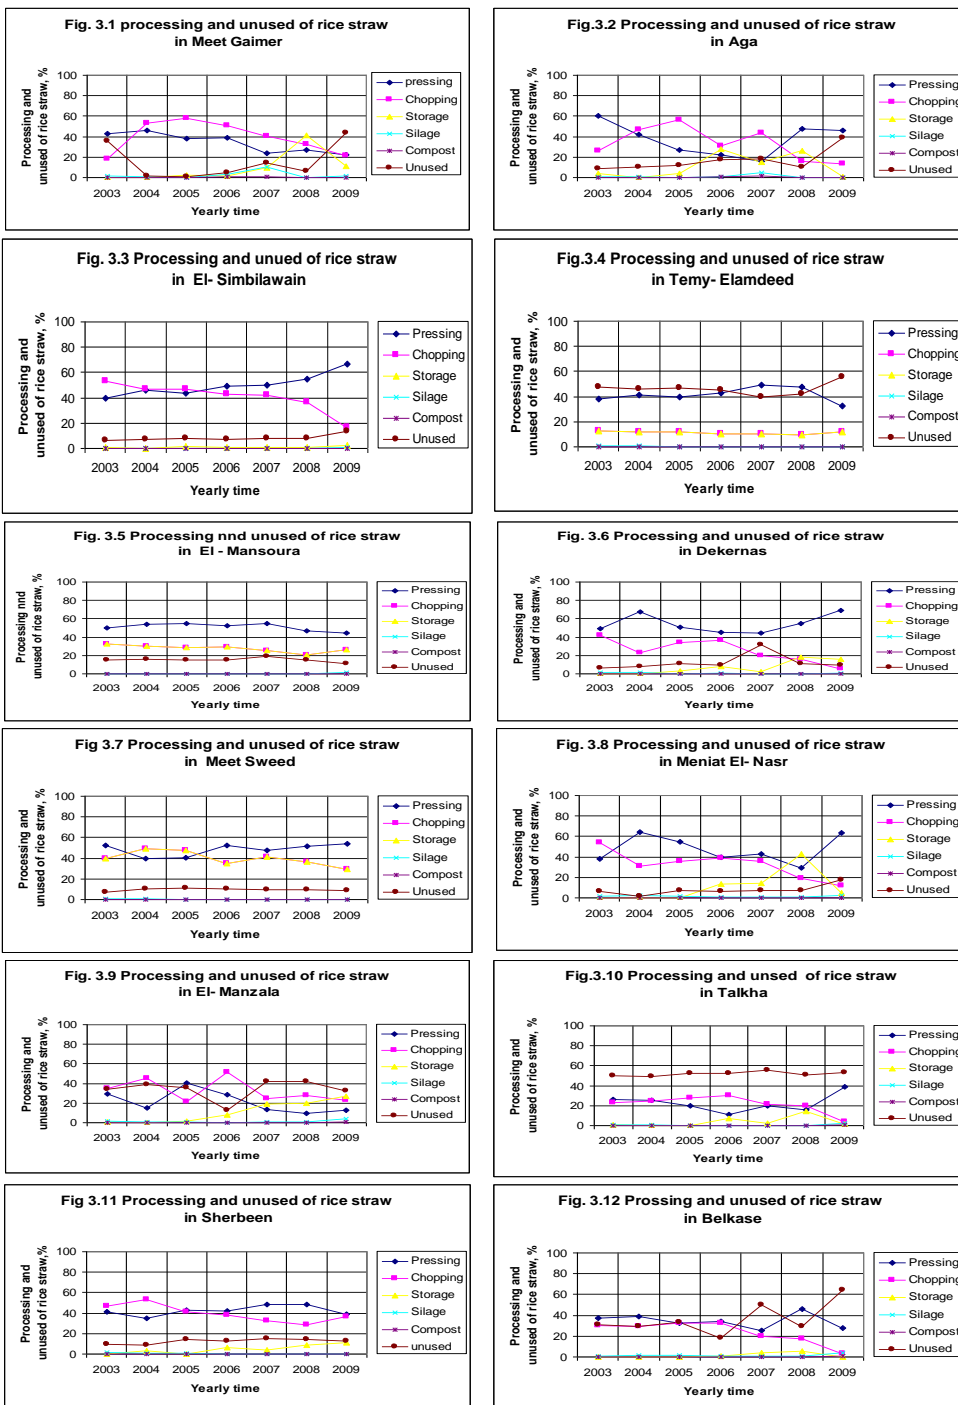 Fig. 3.1 processing and unused of rice straw
in Meet Gaimer
Processing and
unused of rice straw, %
100
80
60
40
20
0
2003 2004 2005 2006 2007 2008 2009
Yearly time
pressing
Chopping
Storage
Silage
Compost
Unused
Fig.3.2 Processing and unused of rice straw
in Aga
Processing and
unused of rice straw, %
100
80
60
40
20
0
2003 2004 2005 2006 2007 2008 2009
Yearly time
Pressing
Chopping
Storage
Silage
Compost
Unused
Fig. 3.3 Processing and unued of rice straw
in El- Simbilawain
Processing and
unused of rice straw, %
100
80
60
40
20
0
2003 2004 2005 2006 2007 2008 2009
Yearly time
Pressing
Chopping
Storage
Silage
Compost
Unused
Fig.3.4 Processing and unused of rice straw
in Temy- Elamdeed
Processing and
unused of rice straw, %
100
80
60
40
20
0
2003 2004 2005 2006 2007 2008 2009
Yearly time
Pressing
Chopping
Storage
Silage
Compost
Unused
Fig. 3.5 Processing nnd unused of rice straw
in El - Mansoura
Processing nnd
unused of rice straw, %
100
80
60
40
20
0
2003 2004 2005 2006 2007 2008 2009
Yearly time
Pressing
Chopping
Storage
Silage
Compost
Unused
Fig. 3.6 Processing and unused of rice straw
in Dekernas
Processing and
unused of rice straw, %
100
80
60
40
20
0
2003 2004 2005 2006 2007 2008 2009
Yearly time
Pressing
Chopping
Storage
Silage
Compost
Unused
Fig 3.7 Processing and unused of rice straw
in Meet Sweed
Processing and
unused of rice straw, %
100
80
60
40
20
0
2003 2004 2005 2006 2007 2008 2009
Yearly time
Pressing
Chopping
Storage
Silage
Compost
Unused
Fig. 3.8 Processing and unused of rice straw
in Meniat El- Nasr
Processing and
unused of rice straw, %
100
80
60
40
20
0
2003 2004 2005 2006 2007 2008 2009
Yearly time
Pressing
Chopping
Storage
Silage
Compost
Unused
Fig. 3.9 Processing and unused of rice straw
in El- Manzala
Processing and
unused of rice straw, %
100
80
60
40
20
0
2003 2004 2005 2006 2007 2008 2009
Yearly time
Pressing
Chopping
Storage
Silage
Compost
Unused
Fig.3.10 Processing and unsed of rice straw
in Talkha
Processing and
unused of rice straw, %
100
80
60
40
20
0
2003 2004 2005 2006 2007 2008 2009
Yearly time
Pressing
Chopping
Storage
Silage
Compost
Unused
Fig 3.11 Processing and unused of rice straw
in Sherbeen
Processing and
unused of rice straw,%
100
80
60
40
20
0
2003 2004 2005 2006 2007 2008 2009
Yearly time
Pressing
Chopping
Storage
Silage
Compost
unused
Fig. 3.12 Prossing and unused of rice straw
in Belkase
Processing and
unused of rice straw, %
100
80
60
40
20
0
2003 2004 2005 2006 2007 2008 2009
Yearly time
Pressing
Chopping
Storage
Silage
Compost
Unused